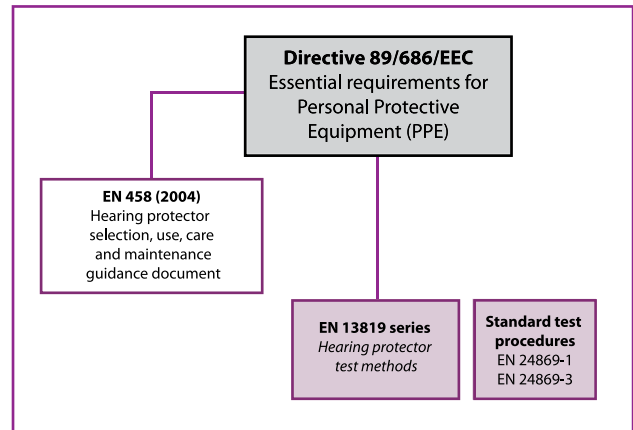 Directive 89/686/EEC
Essential requirements for
Personal Protective
Equipment (PPE)
EN 458 (2004)
Hearing protector
selection, use, care
and maintenance
guidance document
EN 13819 series
Hearing protector
test methods
Standard test
procedures
EN 24869-1
EN 24869-3